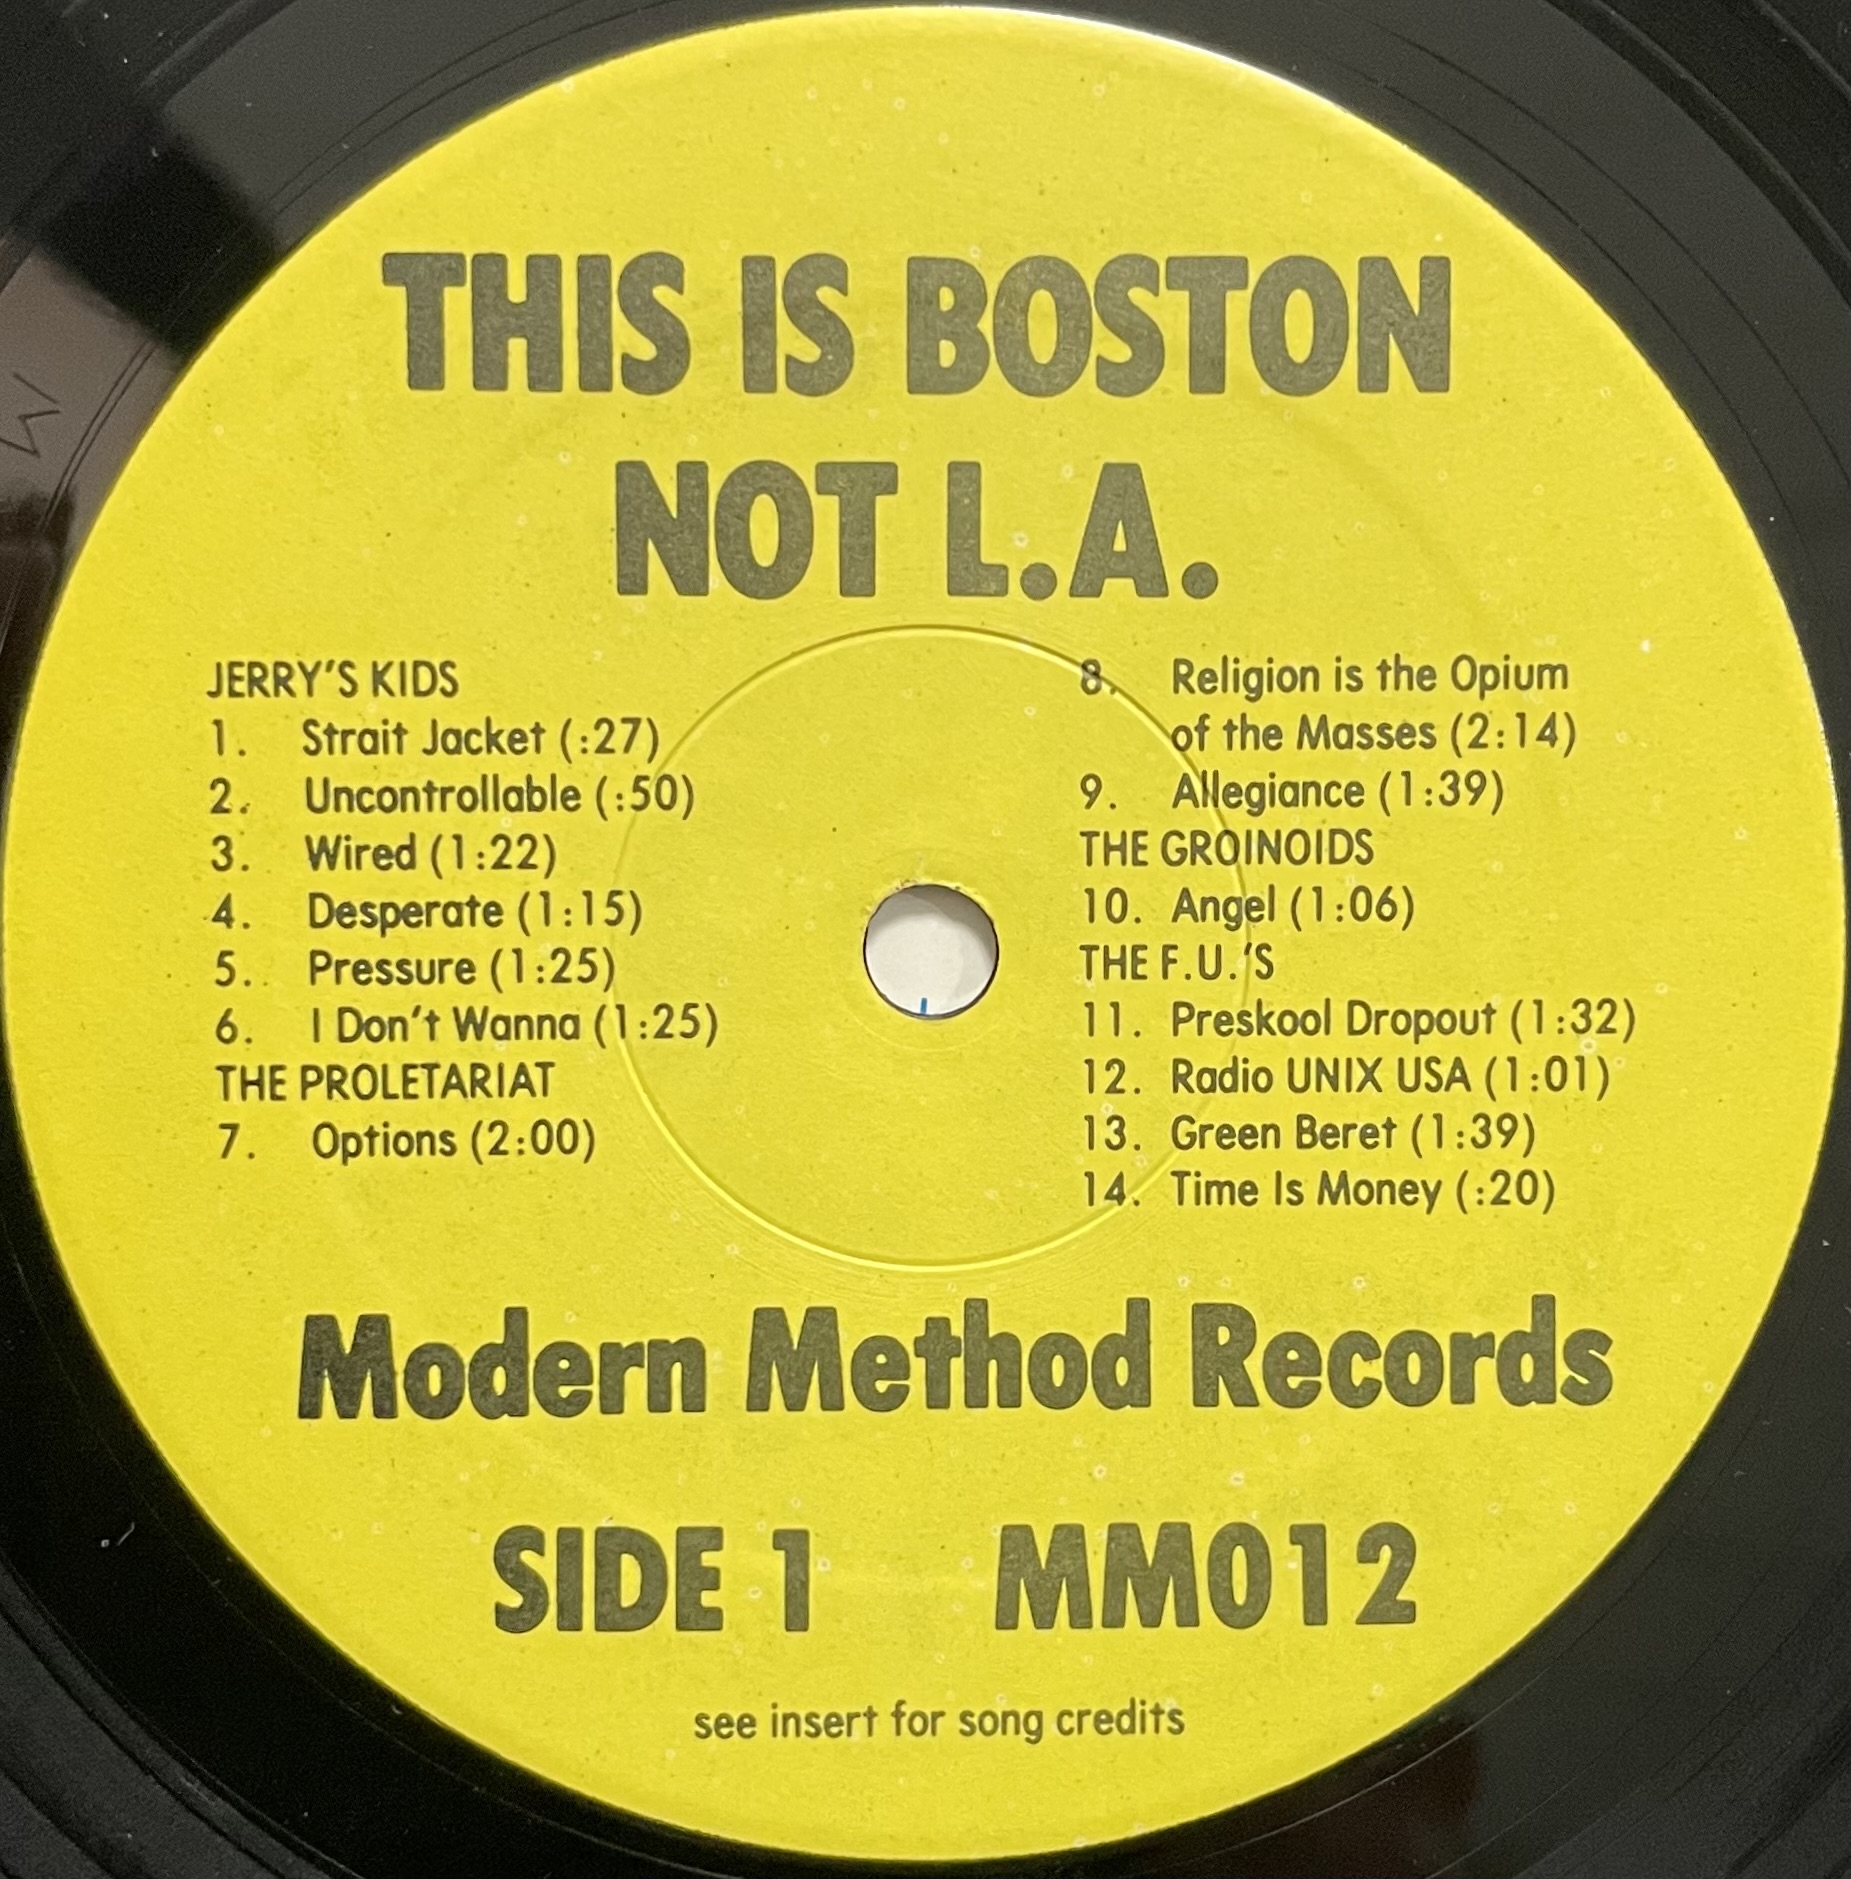 THIS IS BOSTON
NOT L.A.
JERRY'S KIDS
1. Strait Jacket (:27)
2. Uncontrollable (:50)
3. Wired (1:22)
4. Desperate (1:15)
5. Pressure (1:25)
6. I Don't Wanna (1:25)
THE PROLETARIAT
7. Options (2:00)
8. Religion is the Opium
of the Masses (2:14)
9. Allegiance (1:39)
THE GROINOIDS
10. Angel (1:06)
THE F.U.'S
11. Preskool Dropout (1:32)
12. Radio UNIX USA (1:01)
13. Green Beret (1:39)
14. Time Is Money (:20)
Modern Method Records
SIDE 1 MM012
see insert for song credits